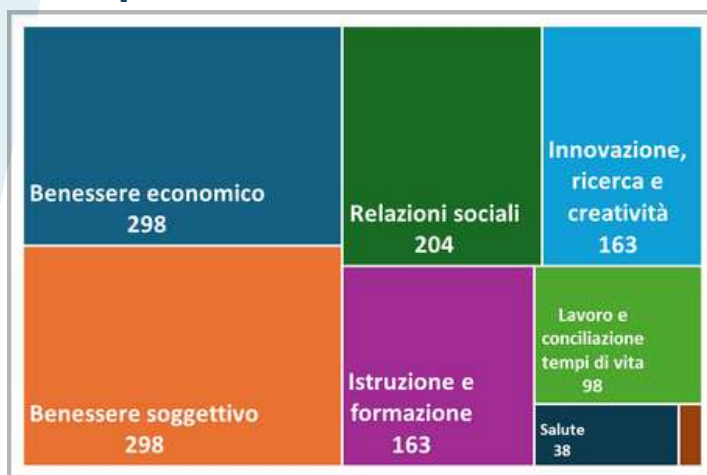 Benessere economico
298
Benessere soggettivo
298
Relazioni sociali
204
Innovazione,
ricerca e
creatività
163
Istruzione e
formazione
163
Lavoro e
conciliazione
tempi di vita
98
Salute
38